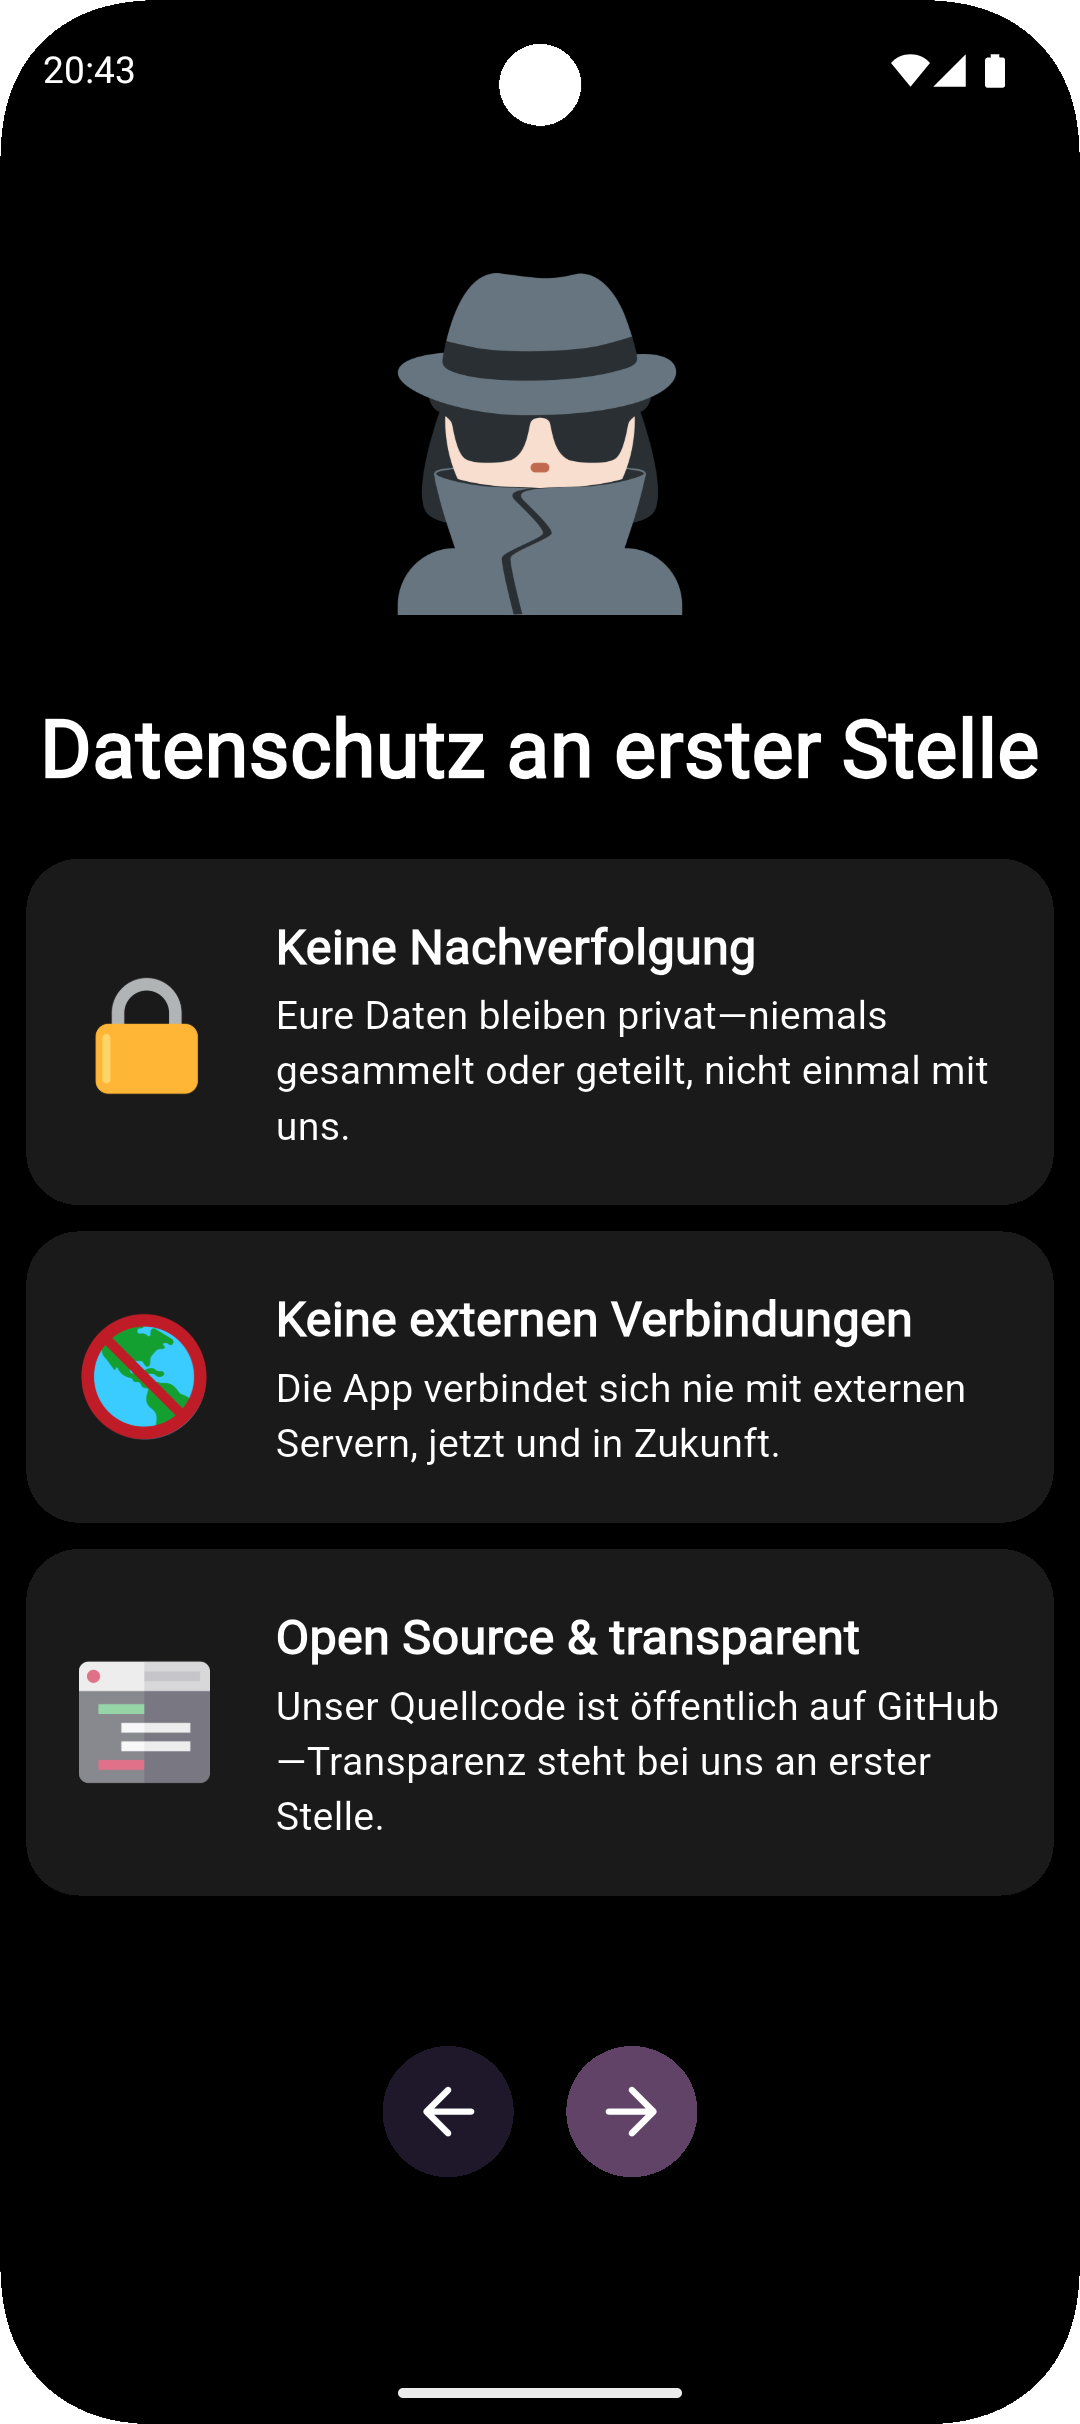 20:43
Datenschutz an erster Stelle
Keine Nachverfolgung
Eure Daten bleiben privat—niemals
gesammelt oder geteilt, nicht einmal mit
uns.
Keine externen Verbindungen
Die App verbindet sich nie mit externen
Servern, jetzt und in Zukunft.
Open Source & transparent
Unser Quellcode ist öffentlich auf GitHub
—Transparenz steht bei uns an erster
Stelle.